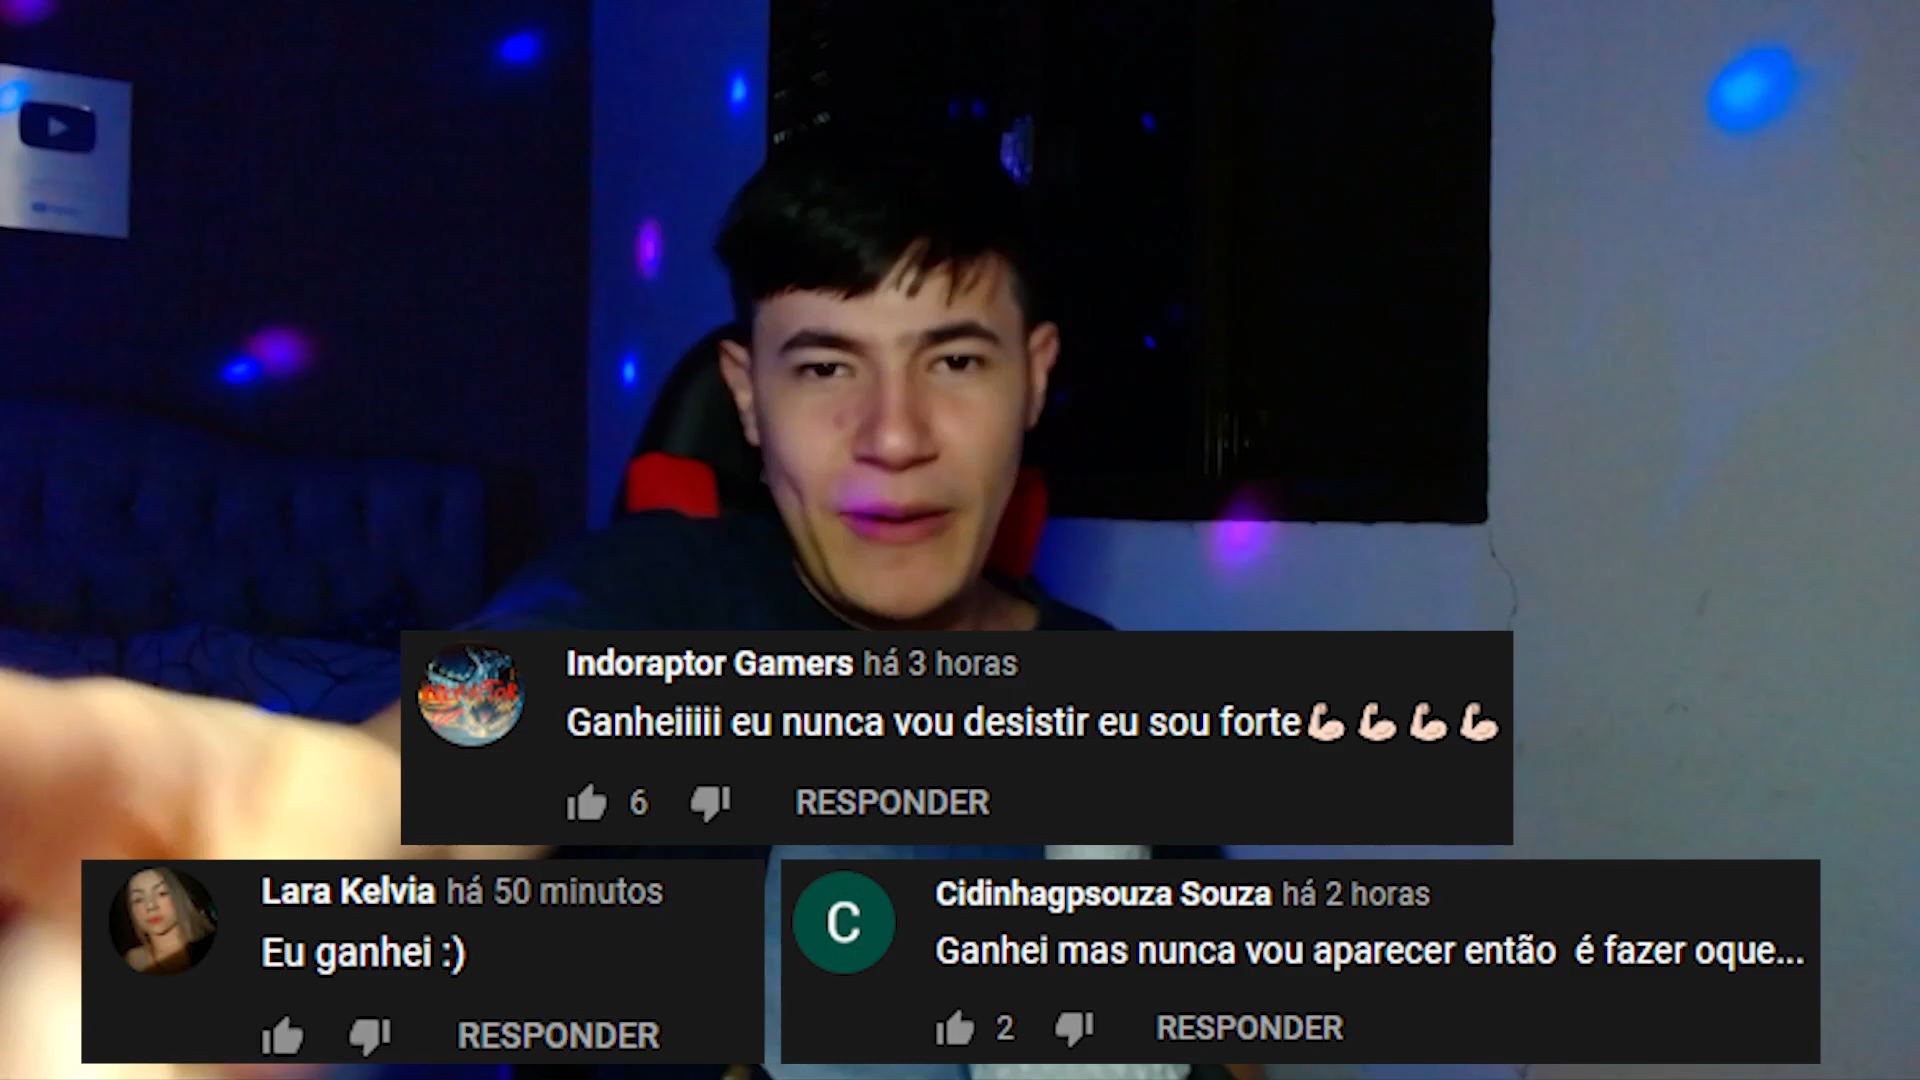 Indoraptor Gamers há 3 horas
Ganheiiiii eu nunca vou desistir eu sou forte💪🏻💪🏻💪🏻💪🏻
6 RESPONDER
Lara Kelvia há 50 minutos
Eu ganhei :)
RESPONDER
C
Cidinhagpsouza Souza há 2 horas
Ganhei mas nunca vou aparecer então é fazer oque...
2 RESPONDER